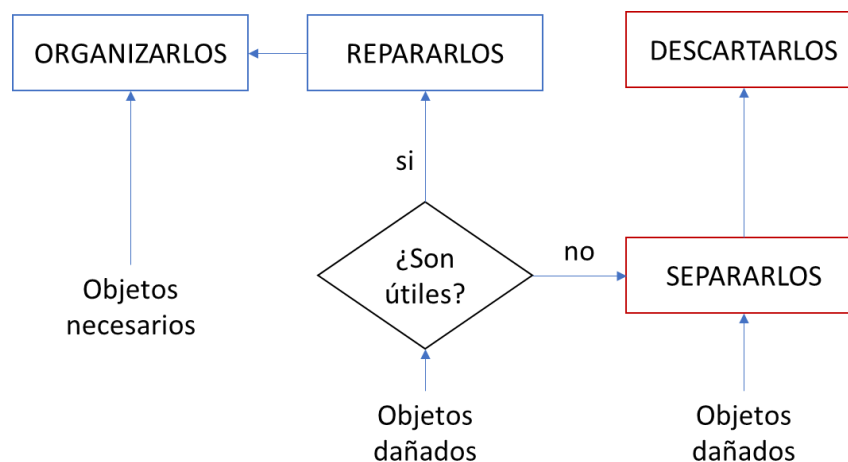 ORGANIZARLOS
REPARARLOS
DESCARTARLOS
si
¿Son
útiles?
no
SEPARARLOS
Objetos
necesarios
Objetos
dañados
Objetos
dañados